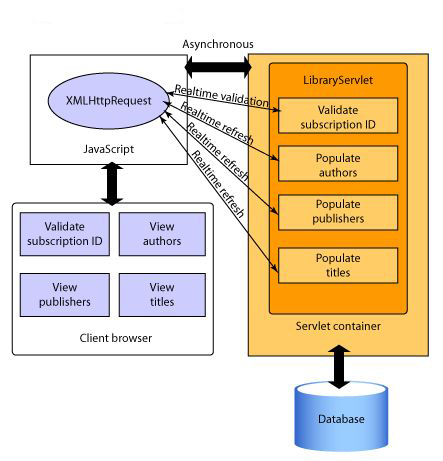 Asynchronous
LibraryServlet
XMLHttpRequest
JavaScript
Realtime validation
Realtime refresh
Realtime refresh
Realtime refresh
Validate
subscription ID
Populate
authors
Populate
publishers
Populate
titles
Servlet container
Validate
subscription ID
View
authors
View
publishers
View
titles
Client browser
Database